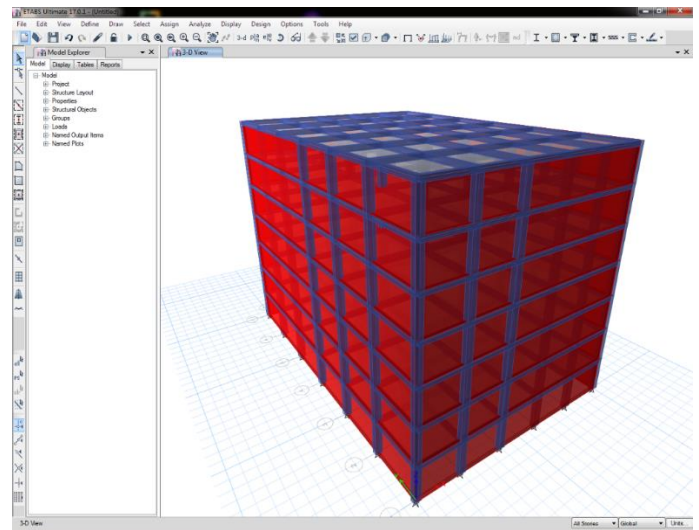 ETABS Ultimate 17.0.1 - (Untitled)
File Edit View Define Draw Select Assign Analyze Display Design Options Tools Help
Model Explorer
3-D View
Model Display Tables Reports
Model
Project
Structure Layout
Properties
Structural Objects
Groups
Loads
Named Output Items
Named Plots
3-D View
All Stories Global Units...